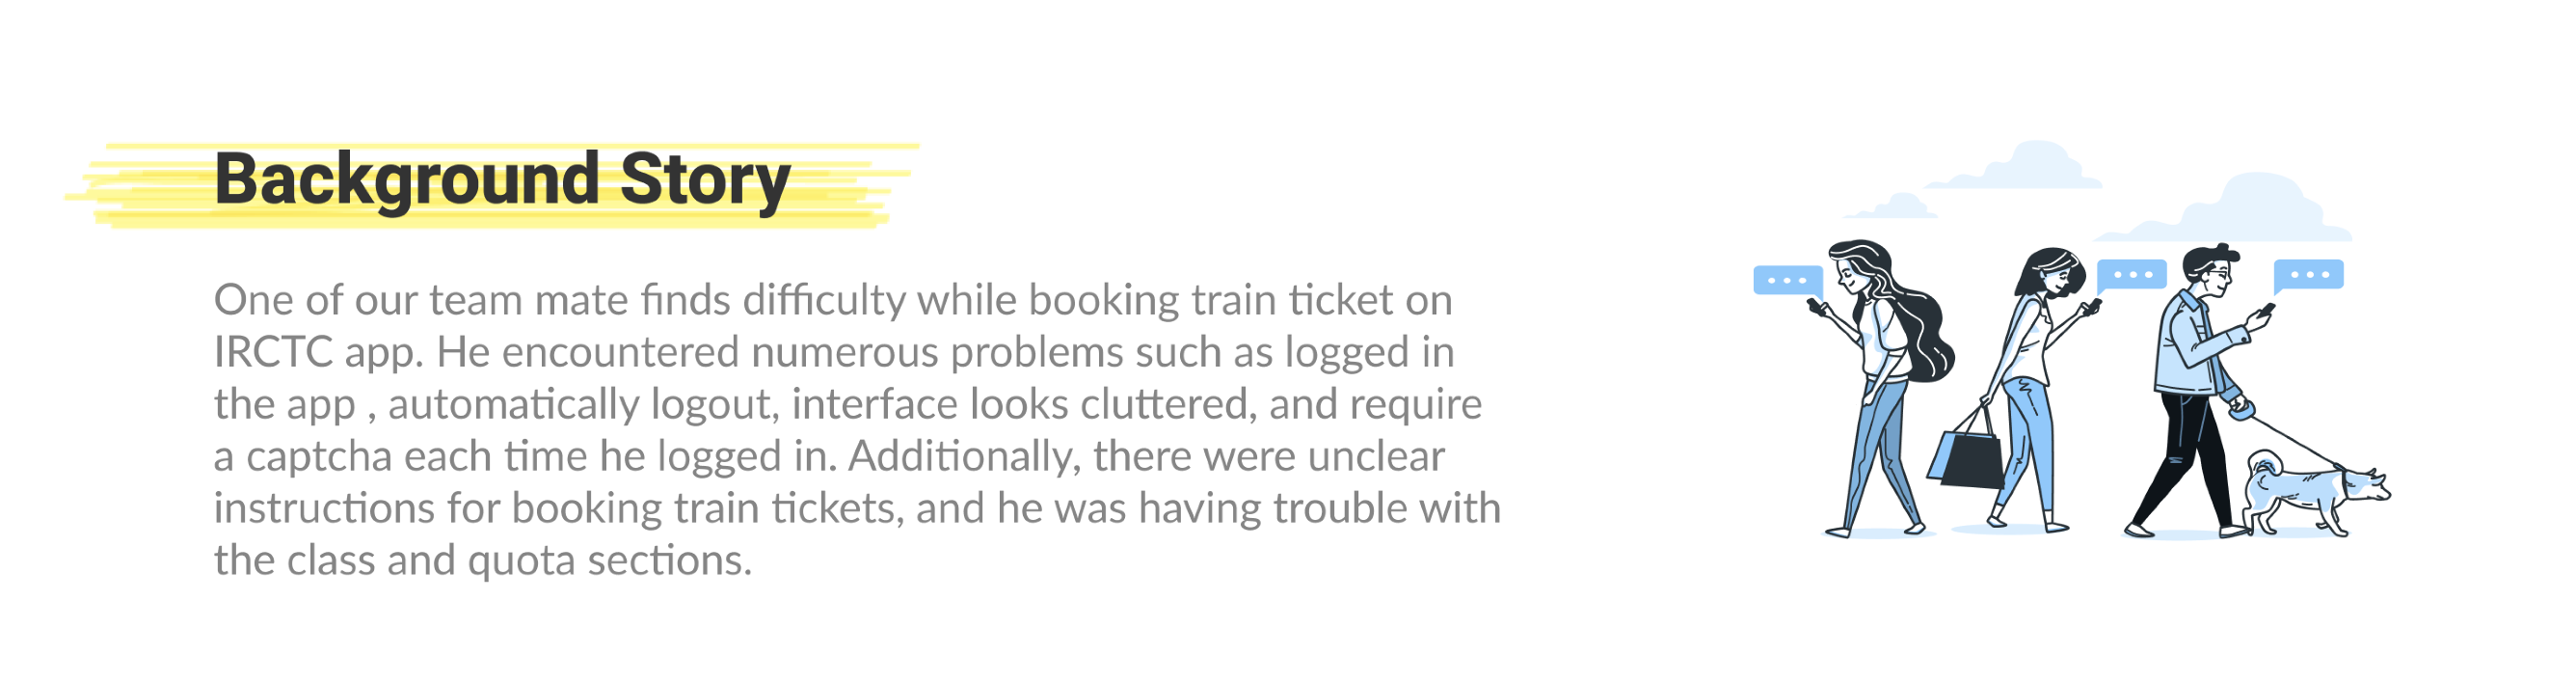 Background Story
One of our team mate finds difficulty while booking train ticket on
IRCTC app. He encountered numerous problems such as logged in
the app , automatically logout, interface looks cluttered, and require
a captcha each time he logged in. Additionally, there were unclear
instructions for booking train tickets, and he was having trouble with
the class and quota sections.